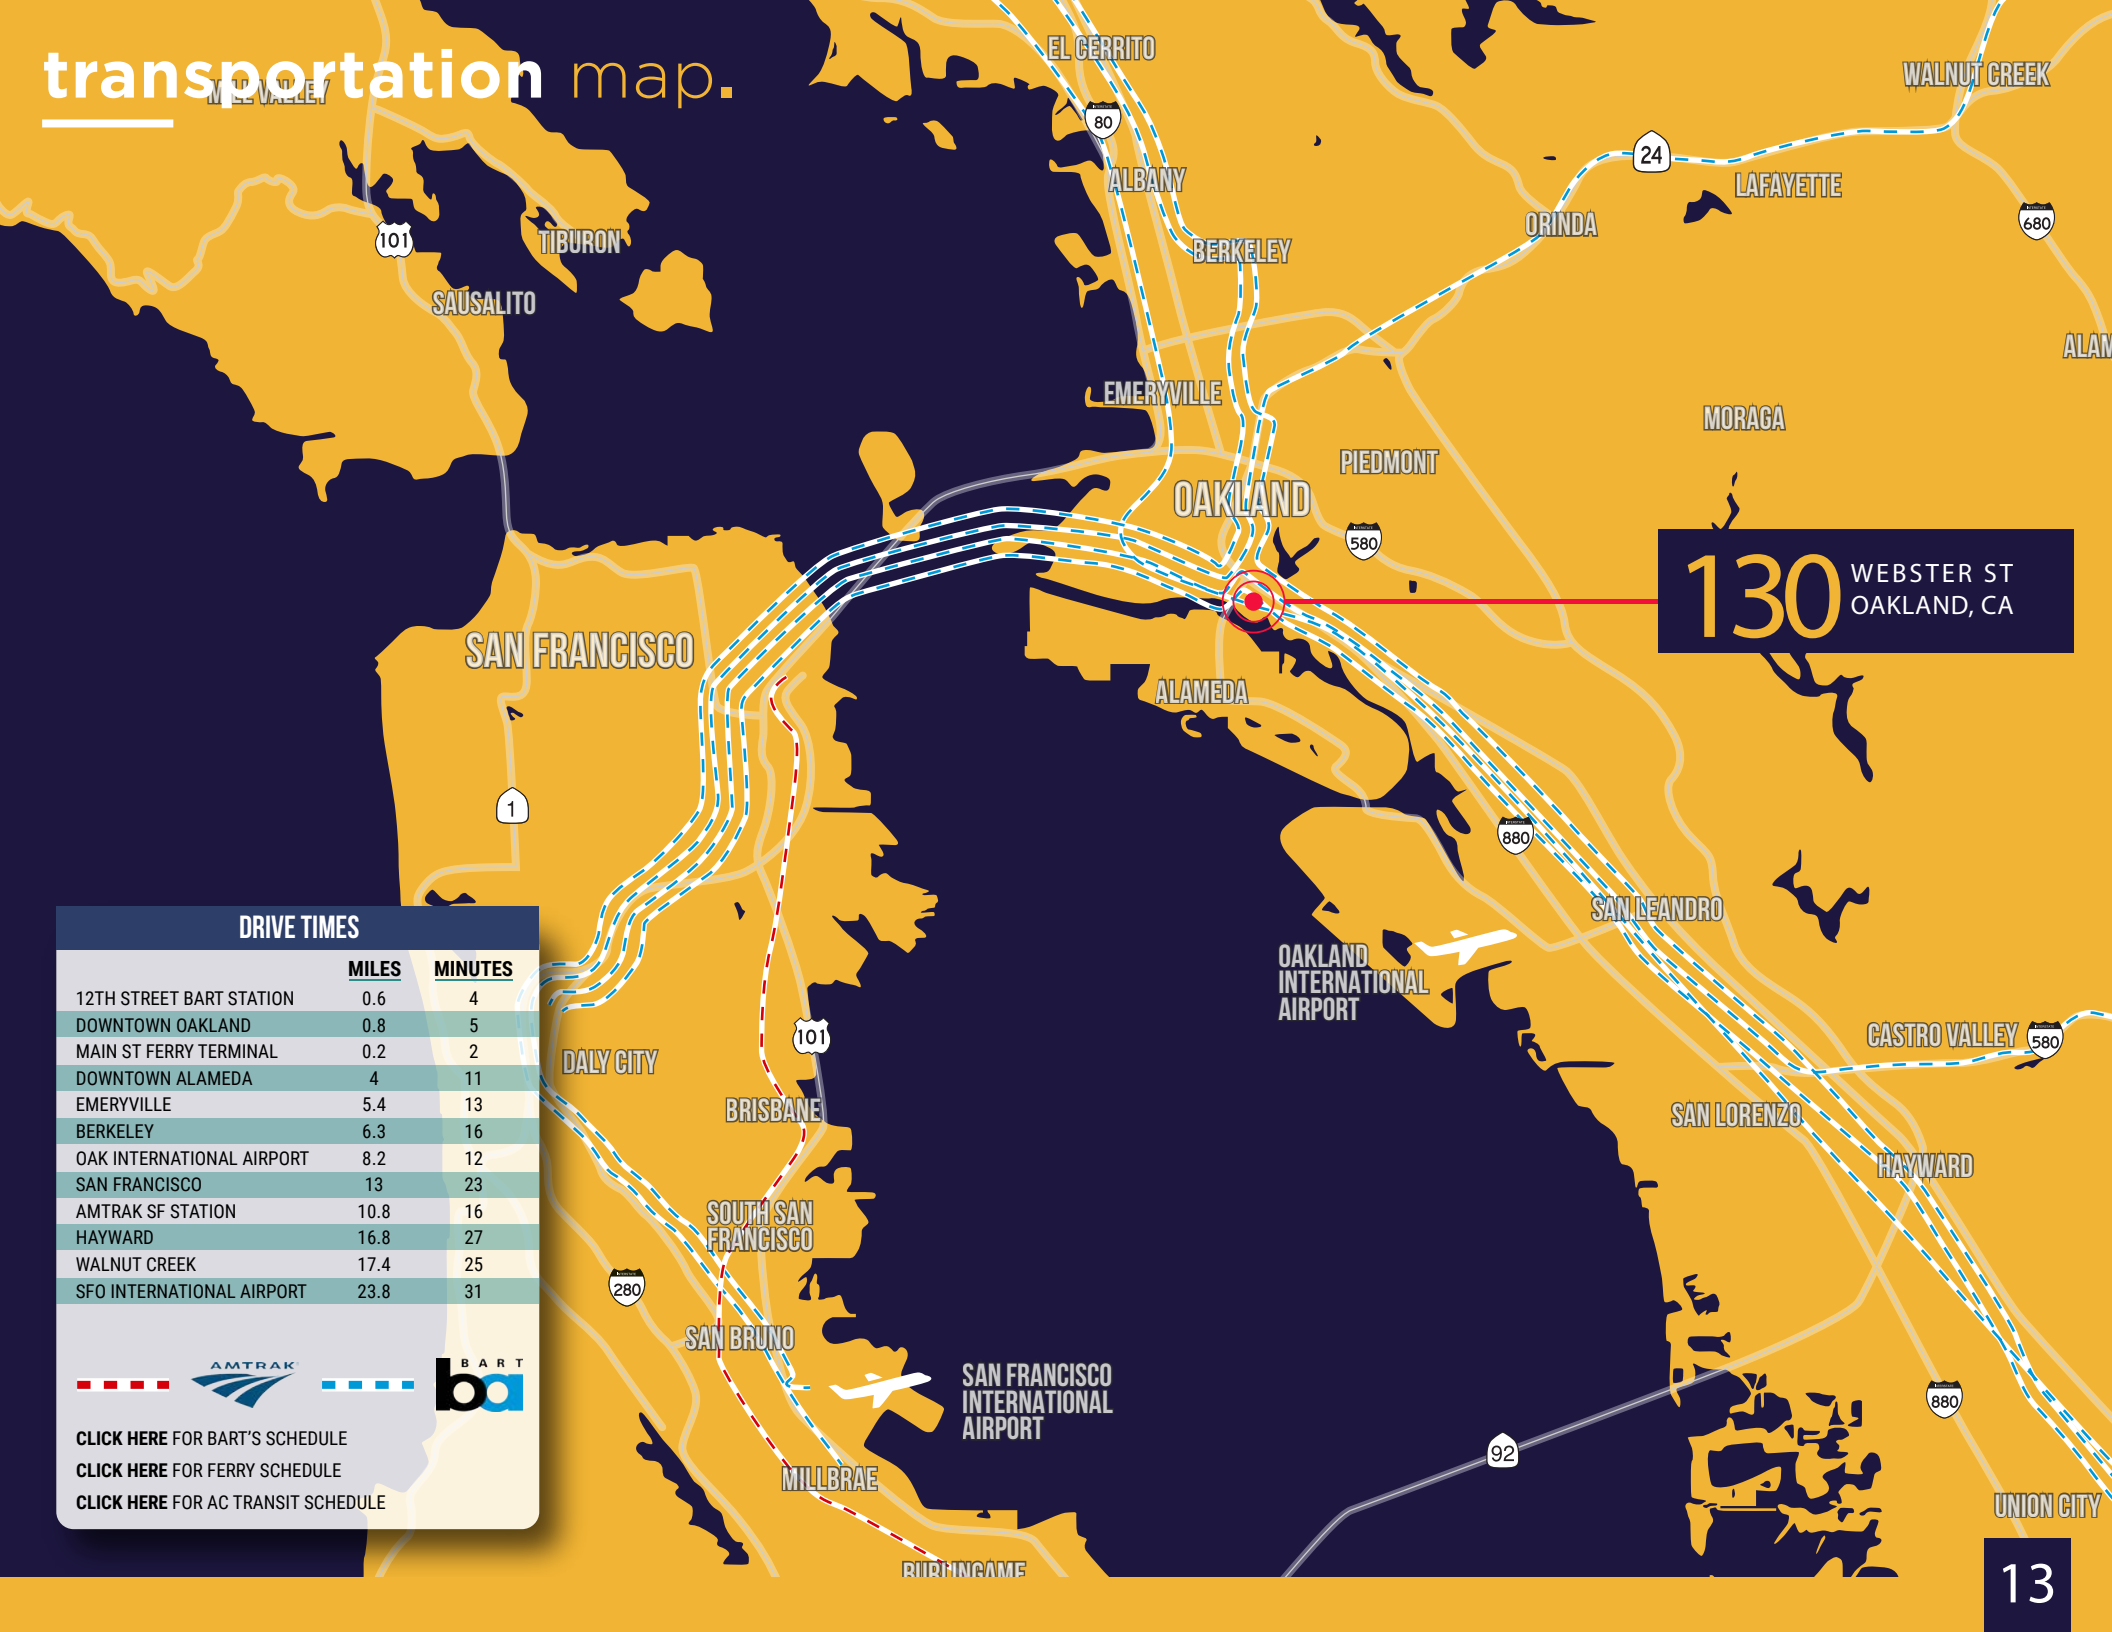 transportation map.
MILL VALLEY
EL CERRITO
WALNUT CREEK
80
24
ALBANY
LAFAYETTE
101
TIBURON
BERKELEY
ORINDA
680
SAUSALITO
ALAM
EMERYVILLE
MORAGA
PIEDMONT
OAKLAND
580
130 WEBSTER ST
OAKLAND, CA
SAN FRANCISCO
ALAMEDA
1
880
SAN LEANDRO
OAKLAND
INTERNATIONAL
AIRPORT
101
CASTRO VALLEY
580
DALY CITY
BRISBANE
SAN LORENZO
HAYWARD
SOUTH SAN
FRANCISCO
280
SAN BRUNO
SAN FRANCISCO
INTERNATIONAL
AIRPORT
880
92
MILLBRAE
UNION CITY
BURLINGAME
DRIVE TIMES
MILES MINUTES
12TH STREET BART STATION 0.6 4
DOWNTOWN OAKLAND 0.8 5
MAIN ST FERRY TERMINAL 0.2 2
DOWNTOWN ALAMEDA 4 11
EMERYVILLE 5.4 13
BERKELEY 6.3 16
OAK INTERNATIONAL AIRPORT 8.2 12
SAN FRANCISCO 13 23
AMTRAK SF STATION 10.8 16
HAYWARD 16.8 27
WALNUT CREEK 17.4 25
SFO INTERNATIONAL AIRPORT 23.8 31
AMTRAK
BART
ba
CLICK HERE FOR BART'S SCHEDULE
CLICK HERE FOR FERRY SCHEDULE
CLICK HERE FOR AC TRANSIT SCHEDULE
13